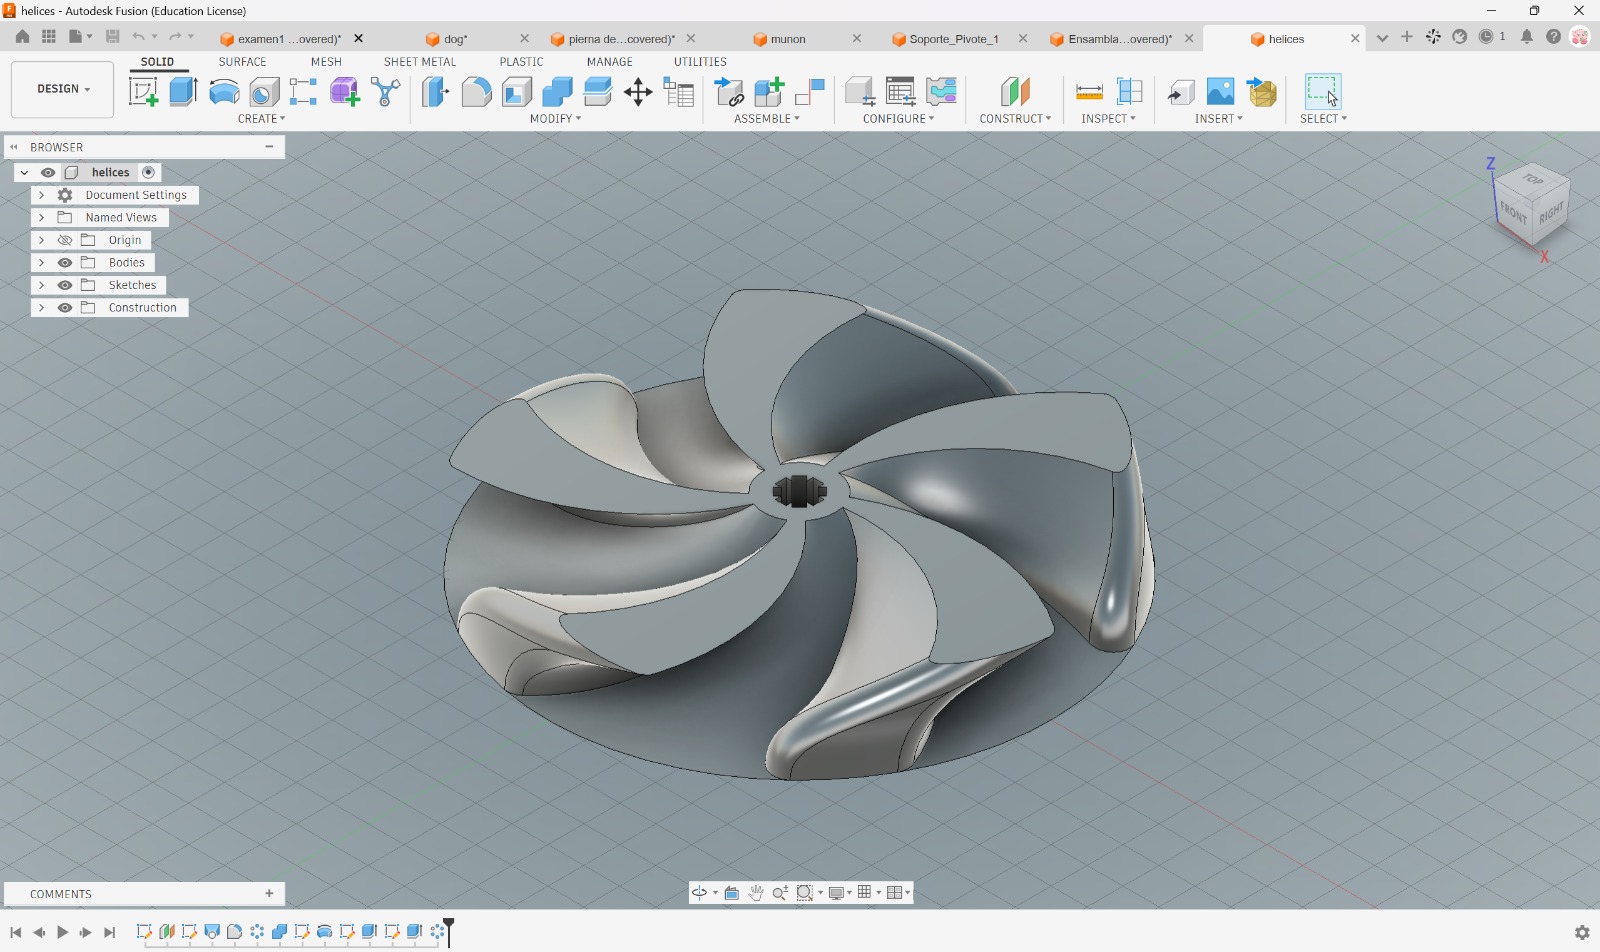 helices - Autodesk Fusion (Education License)
examen1 ...overed)*
dog*
pierna de...covered)*
munon
Soporte_Pivote_1
Ensambla...overed)*
helices
1
SOLID
SURFACE
MESH
SHEET METAL
PLASTIC
MANAGE
UTILITIES
DESIGN
CREATE
MODIFY
ASSEMBLE
CONFIGURE
CONSTRUCT
INSPECT
INSERT
SELECT
BROWSER
helices
Document Settings
Named Views
Origin
Bodies
Sketches
Construction
Z
TOP
FRONT
RIGHT
X
COMMENTS